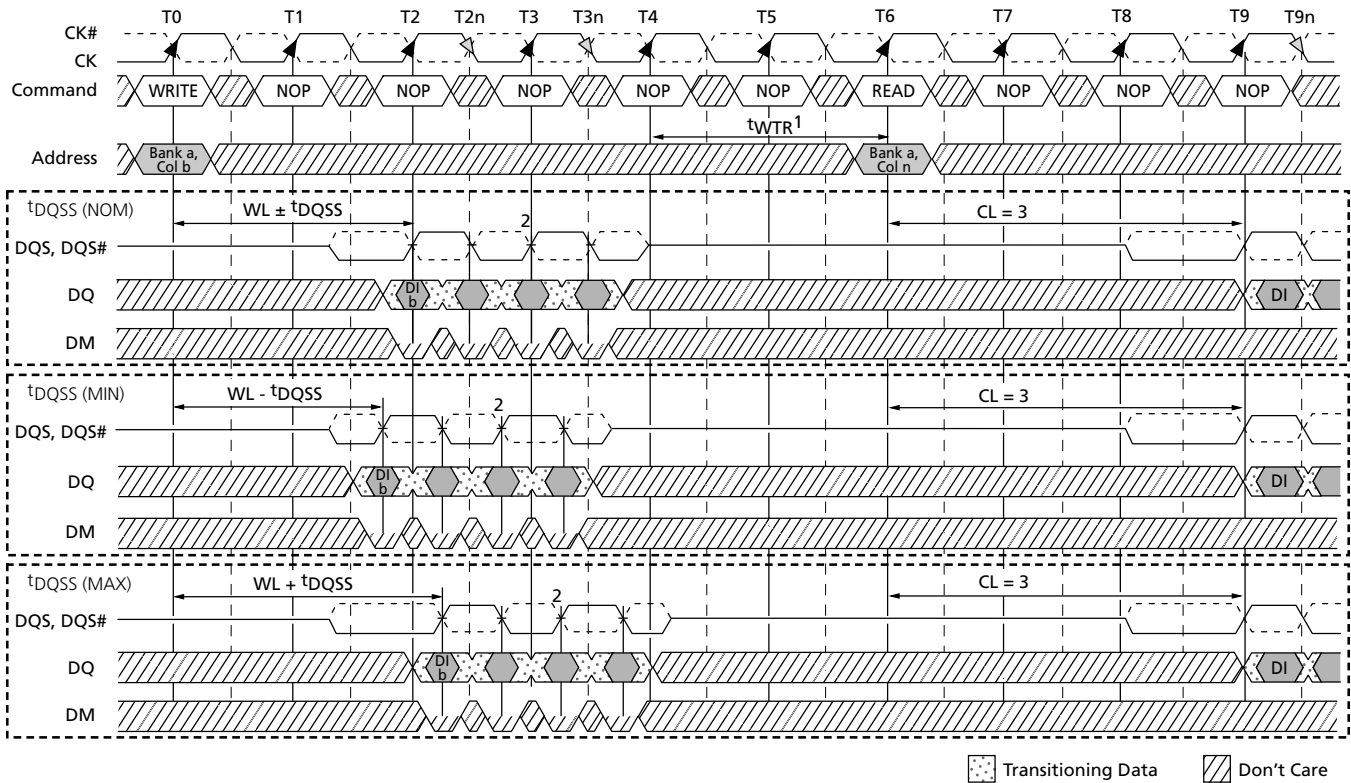 T0 T1 T2 T2n T3 T3n T4 T5 T6 T7 T8 T9 T9n
CK#
CK
Command WRITE NOP NOP NOP NOP NOP READ NOP NOP NOP
tWTR1
Address Bank a, Col b Bank a, Col n
tDQSS (NOM) WL ± tDQSS 2 CL = 3
DQS, DQS#
DQ DI b DI
DM
tDQSS (MIN) WL - tDQSS 2 CL = 3
DQS, DQS#
DQ DI b DI
DM
tDQSS (MAX) WL + tDQSS 2 CL = 3
DQS, DQS#
DQ DI b DI
DM
Transitioning Data Don't Care